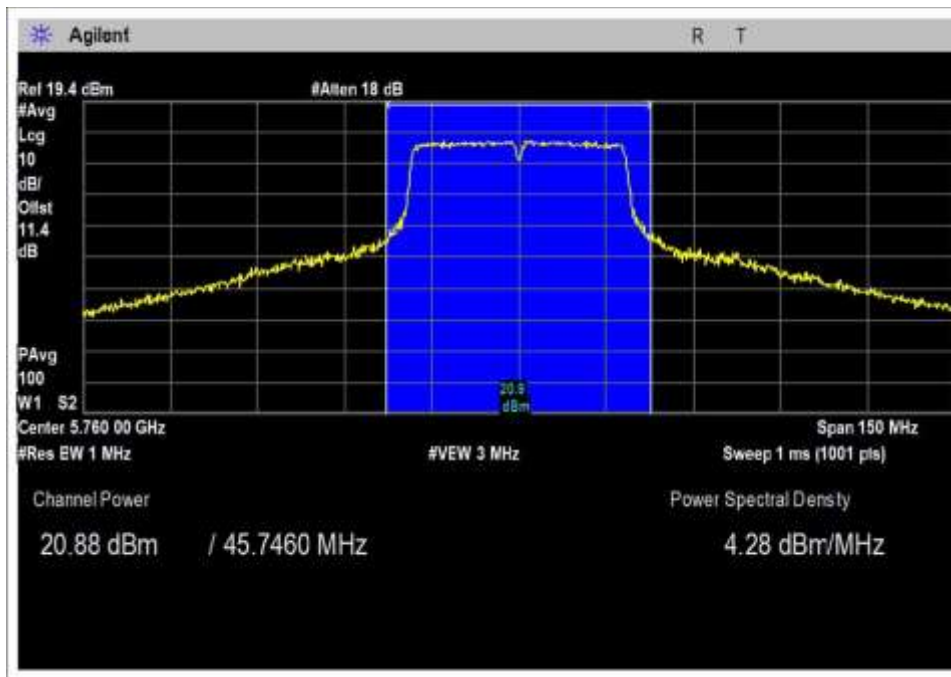 Agilent R T
Ref 19.4 dBm #Atten 18 dB
#Avg
Log
10
dB/
Offst
11.4
dB
PAvg
100
W1 S2
20.9
dBm
Center 5.760 00 GHz Span 150 MHz
#Res BW 1 MHz #VBW 3 MHz Sweep 1 ms (1001 pts)
Channel Power Power Spectral Density
20.88 dBm / 45.7460 MHz 4.28 dBm/MHz